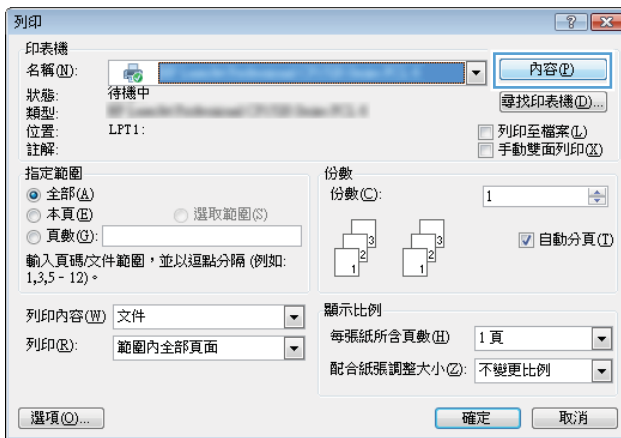 列印
印表機
名稱(N):
內容(P)
狀態: 待機中
尋找印表機(D)...
類型:
位置: LPT1:
列印至檔案(L)
註解:
手動雙面列印(X)
指定範圍
全部(A)
本頁(E) 選取範圍(S)
頁數(G):
輸入頁碼/文件範圍，並以逗點分隔 (例如:
1,3,5 - 12)。
份數
份數(C): 1
1 2 3 1 2 3
自動分頁(T)
列印內容(W) 文件
列印(R): 範圍內全部頁面
顯示比例
每張紙所含頁數(H) 1 頁
配合紙張調整大小(Z): 不變更比例
選項(O)... 確定 取消